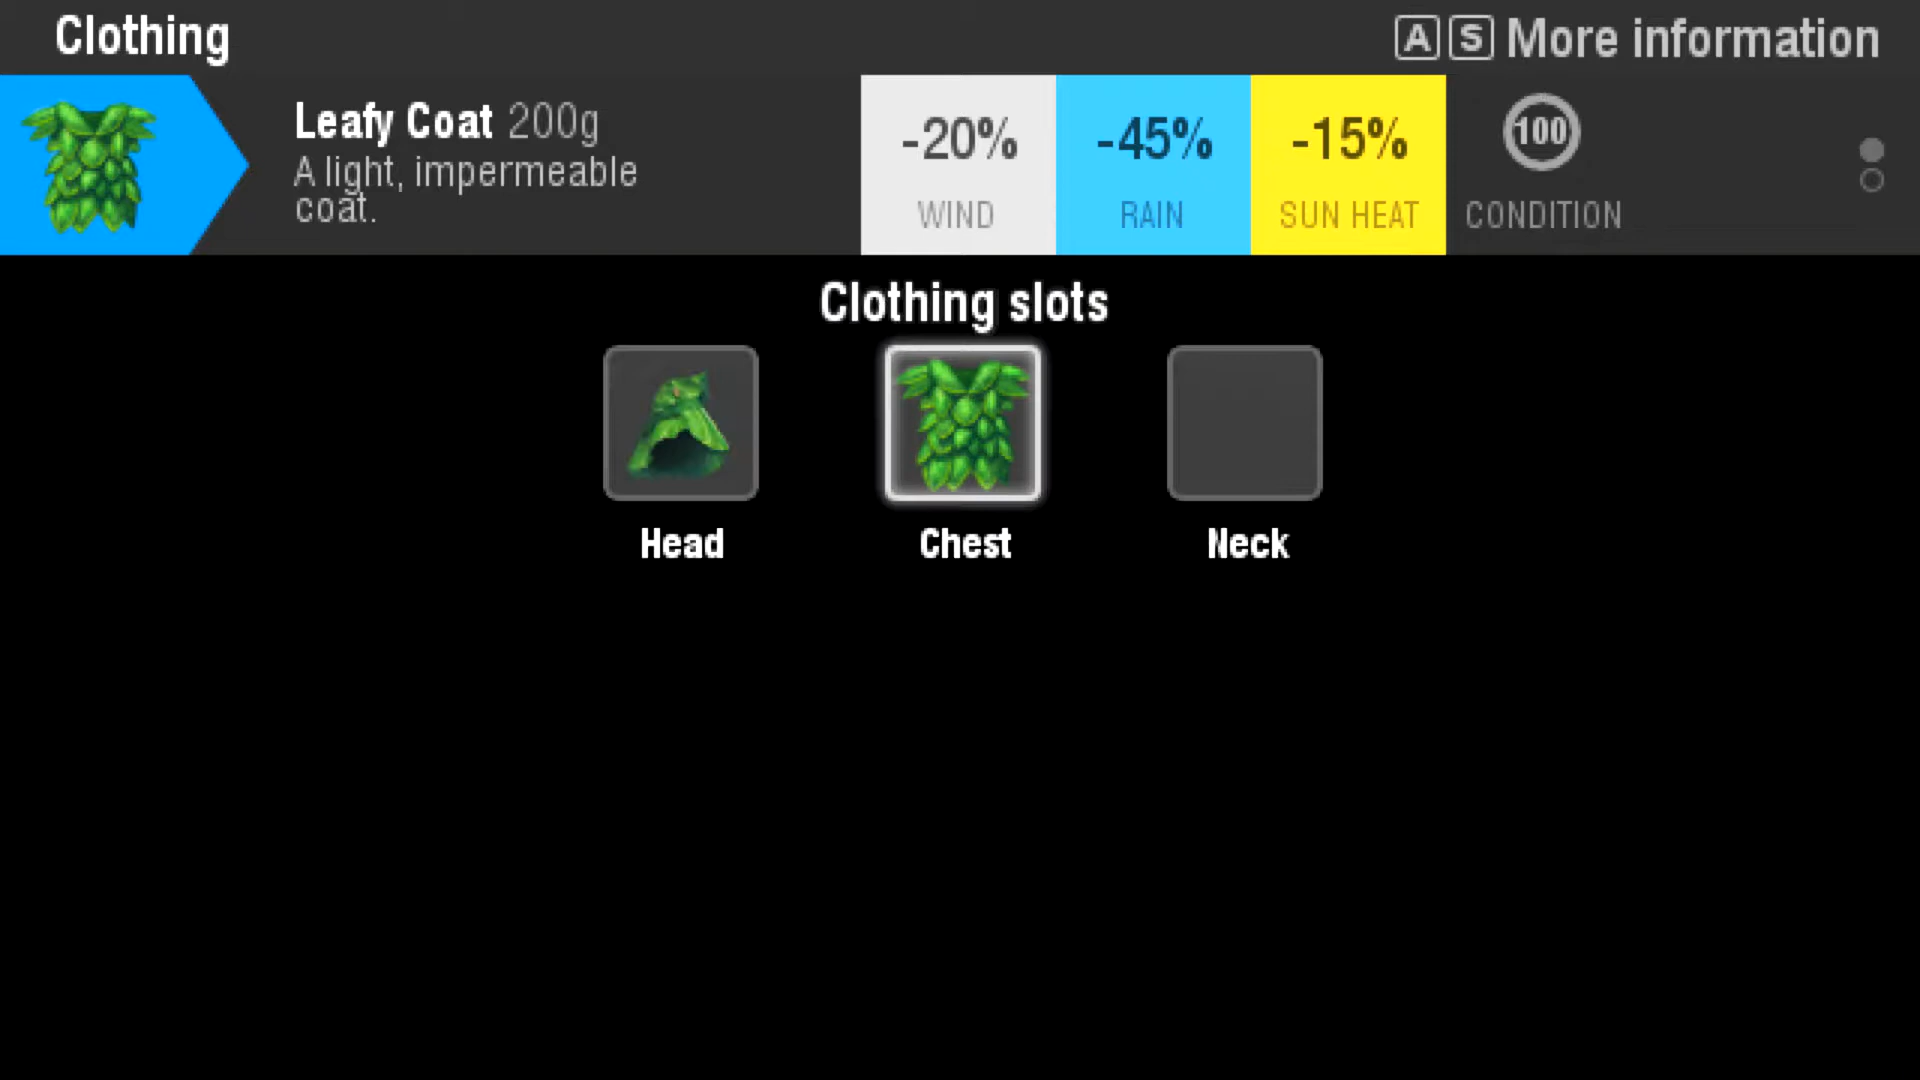 Clothing
A S More information
Leafy Coat 200g
A light, impermeable
coat.
-20%
WIND
-45%
RAIN
-15%
SUN HEAT
100
CONDITION
Clothing slots
Head
Chest
Neck